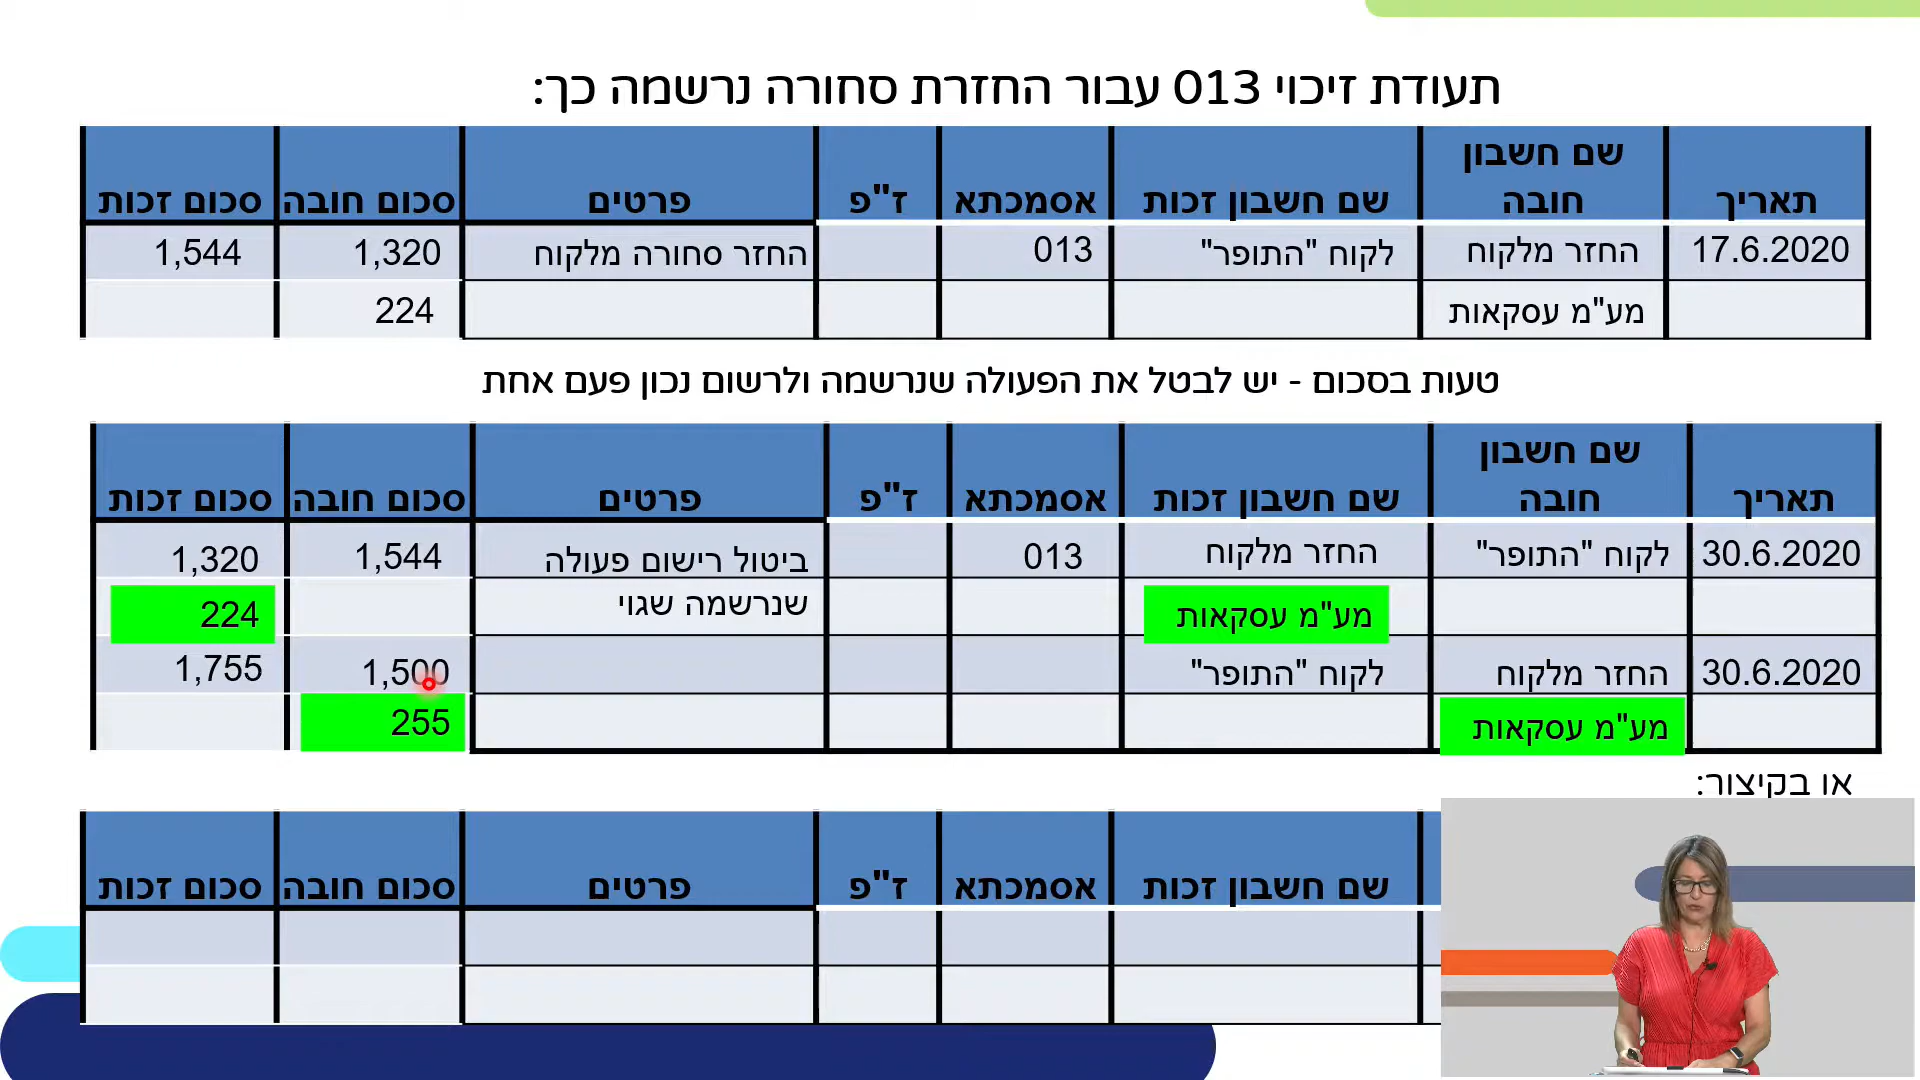 תעודת זיכוי 013 עבור החזרת סחורה נרשמה כך:
תאריך שם חשבון חובה שם חשבון זכות אסמכתא ז"פ פרטים סכום חובה סכום זכות
17.6.2020 החזר מלקוח לקוח "התופר" 013 החזר סחורה מלקוח 1,320 1,544
מע"מ עסקאות 224
טעות בסכום - יש לבטל את הפעולה שנרשמה ולרשום נכון פעם אחת
תאריך שם חשבון חובה שם חשבון זכות אסמכתא ז"פ פרטים סכום חובה סכום זכות
30.6.2020 לקוח "התופר" החזר מלקוח 013 ביטול רישום פעולה 1,544 1,320
מע"מ עסקאות שנרשמה שגוי 224
30.6.2020 החזר מלקוח לקוח "התופר" 1,500 1,755
מע"מ עסקאות 255
או בקיצור:
שם חשבון זכות אסמכתא ז"פ פרטים סכום חובה סכום זכות